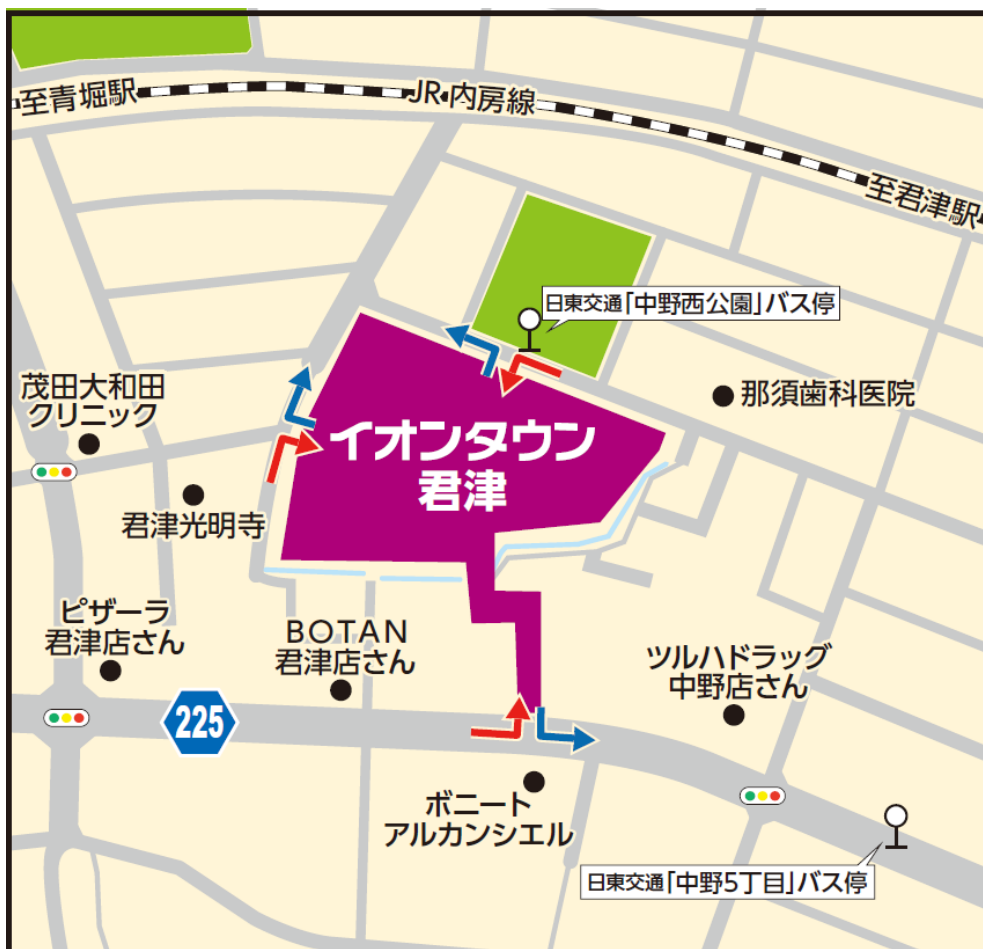 至青堀駅
JR 内房線
至君津駅
日東交通「中野西公園」バス停
茂田大和田
クリニック
那須歯科医院
イオンタウン
君津
君津光明寺
ピザーラ
君津店さん
BOTAN
君津店さん
ツルハドラッグ
中野店さん
225
ボニート
アルカンシエル
日東交通「中野5丁目」バス停